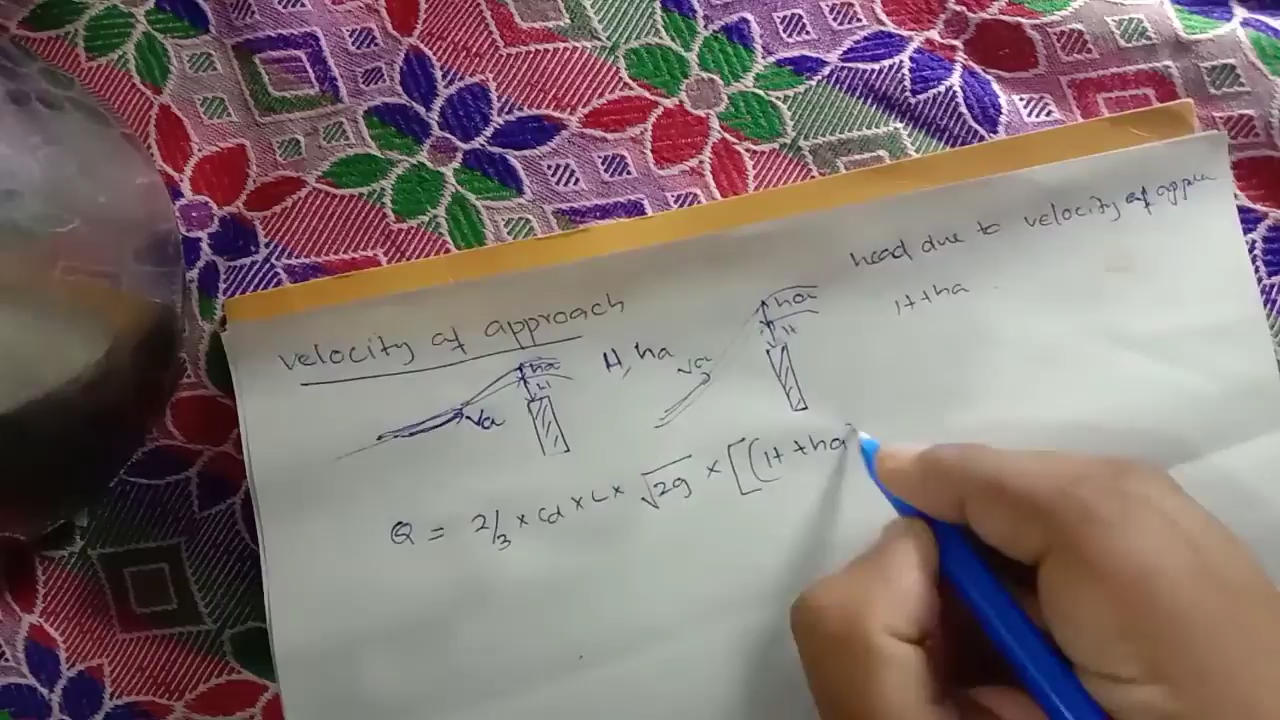 head due to velocity of appro
velocity of approach
ha
H
Va
H, ha
Va
ha
H
H+ha
Q = 2/3 × cd × L × √2g × [(H + ha)